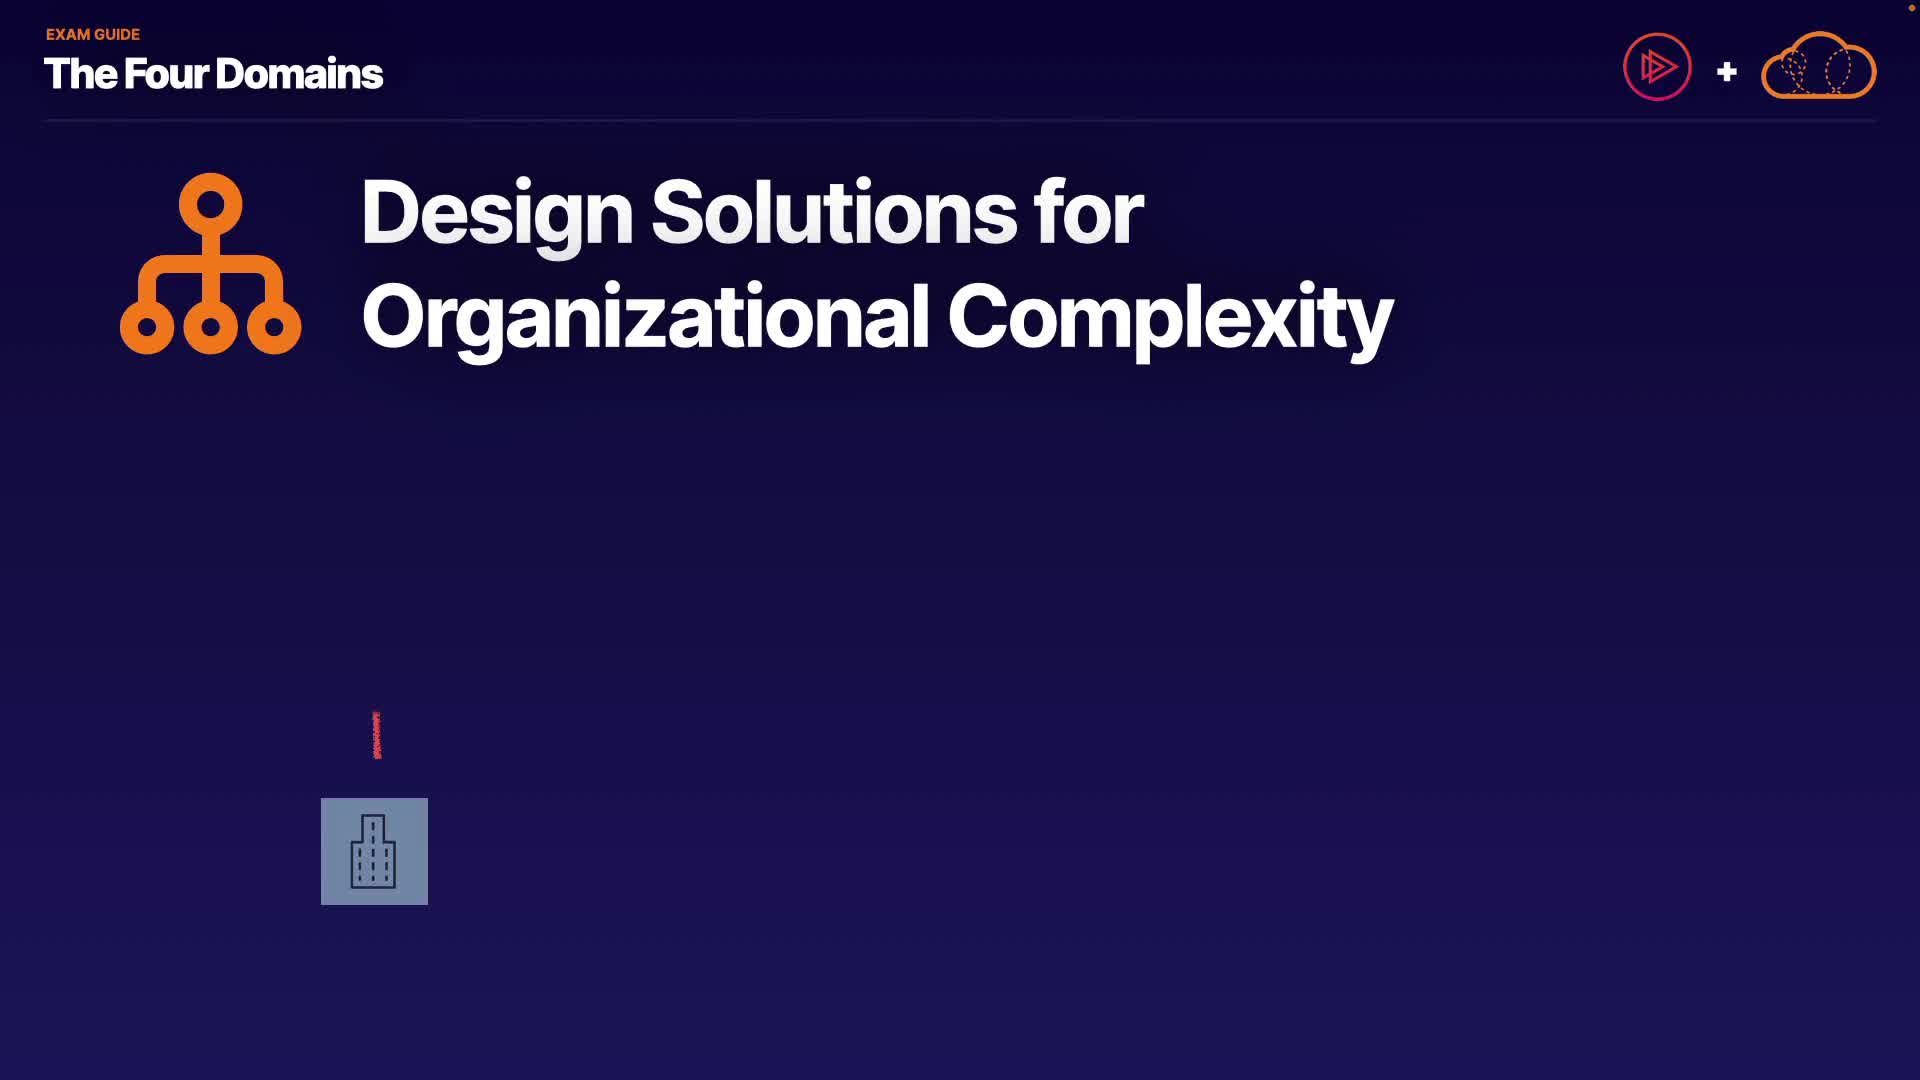 EXAM GUIDE
The Four Domains
Design Solutions for
Organizational Complexity